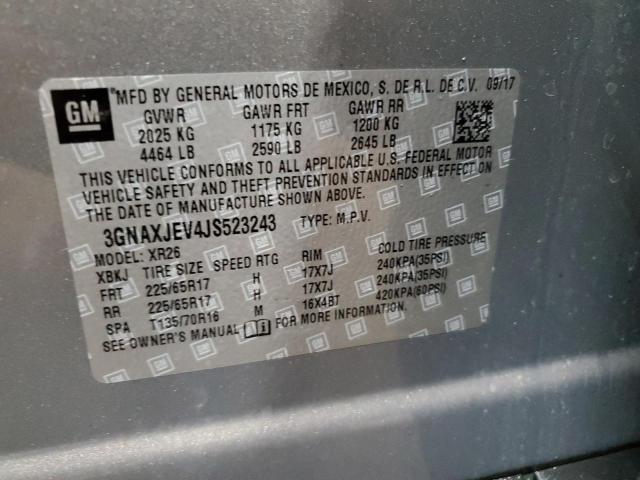 GM
MFD BY GENERAL MOTORS DE MEXICO, S. DE R.L. DE C.V. 09/17
GVWR GAWR FRT GAWR RR
2025 KG 1175 KG 1200 KG
4464 LB 2590 LB 2645 LB
THIS VEHICLE CONFORMS TO ALL APPLICABLE U.S. FEDERAL MOTOR
VEHICLE SAFETY AND THEFT PREVENTION STANDARDS IN EFFECT ON
THE DATE OF MANUFACTURE SHOWN ABOVE.
3GNAXJEV4JS523243 TYPE: M.P.V.
MODEL: XR26
XBKJ TIRE SIZE SPEED RTG RIM COLD TIRE PRESSURE
FRT 225/65R17 H 17X7J 240KPA(35PSI)
RR 225/65R17 H 17X7J 240KPA(35PSI)
SPA T135/70R16 M 16X4BT 420KPA(60PSI)
SEE OWNER'S MANUAL FOR MORE INFORMATION.